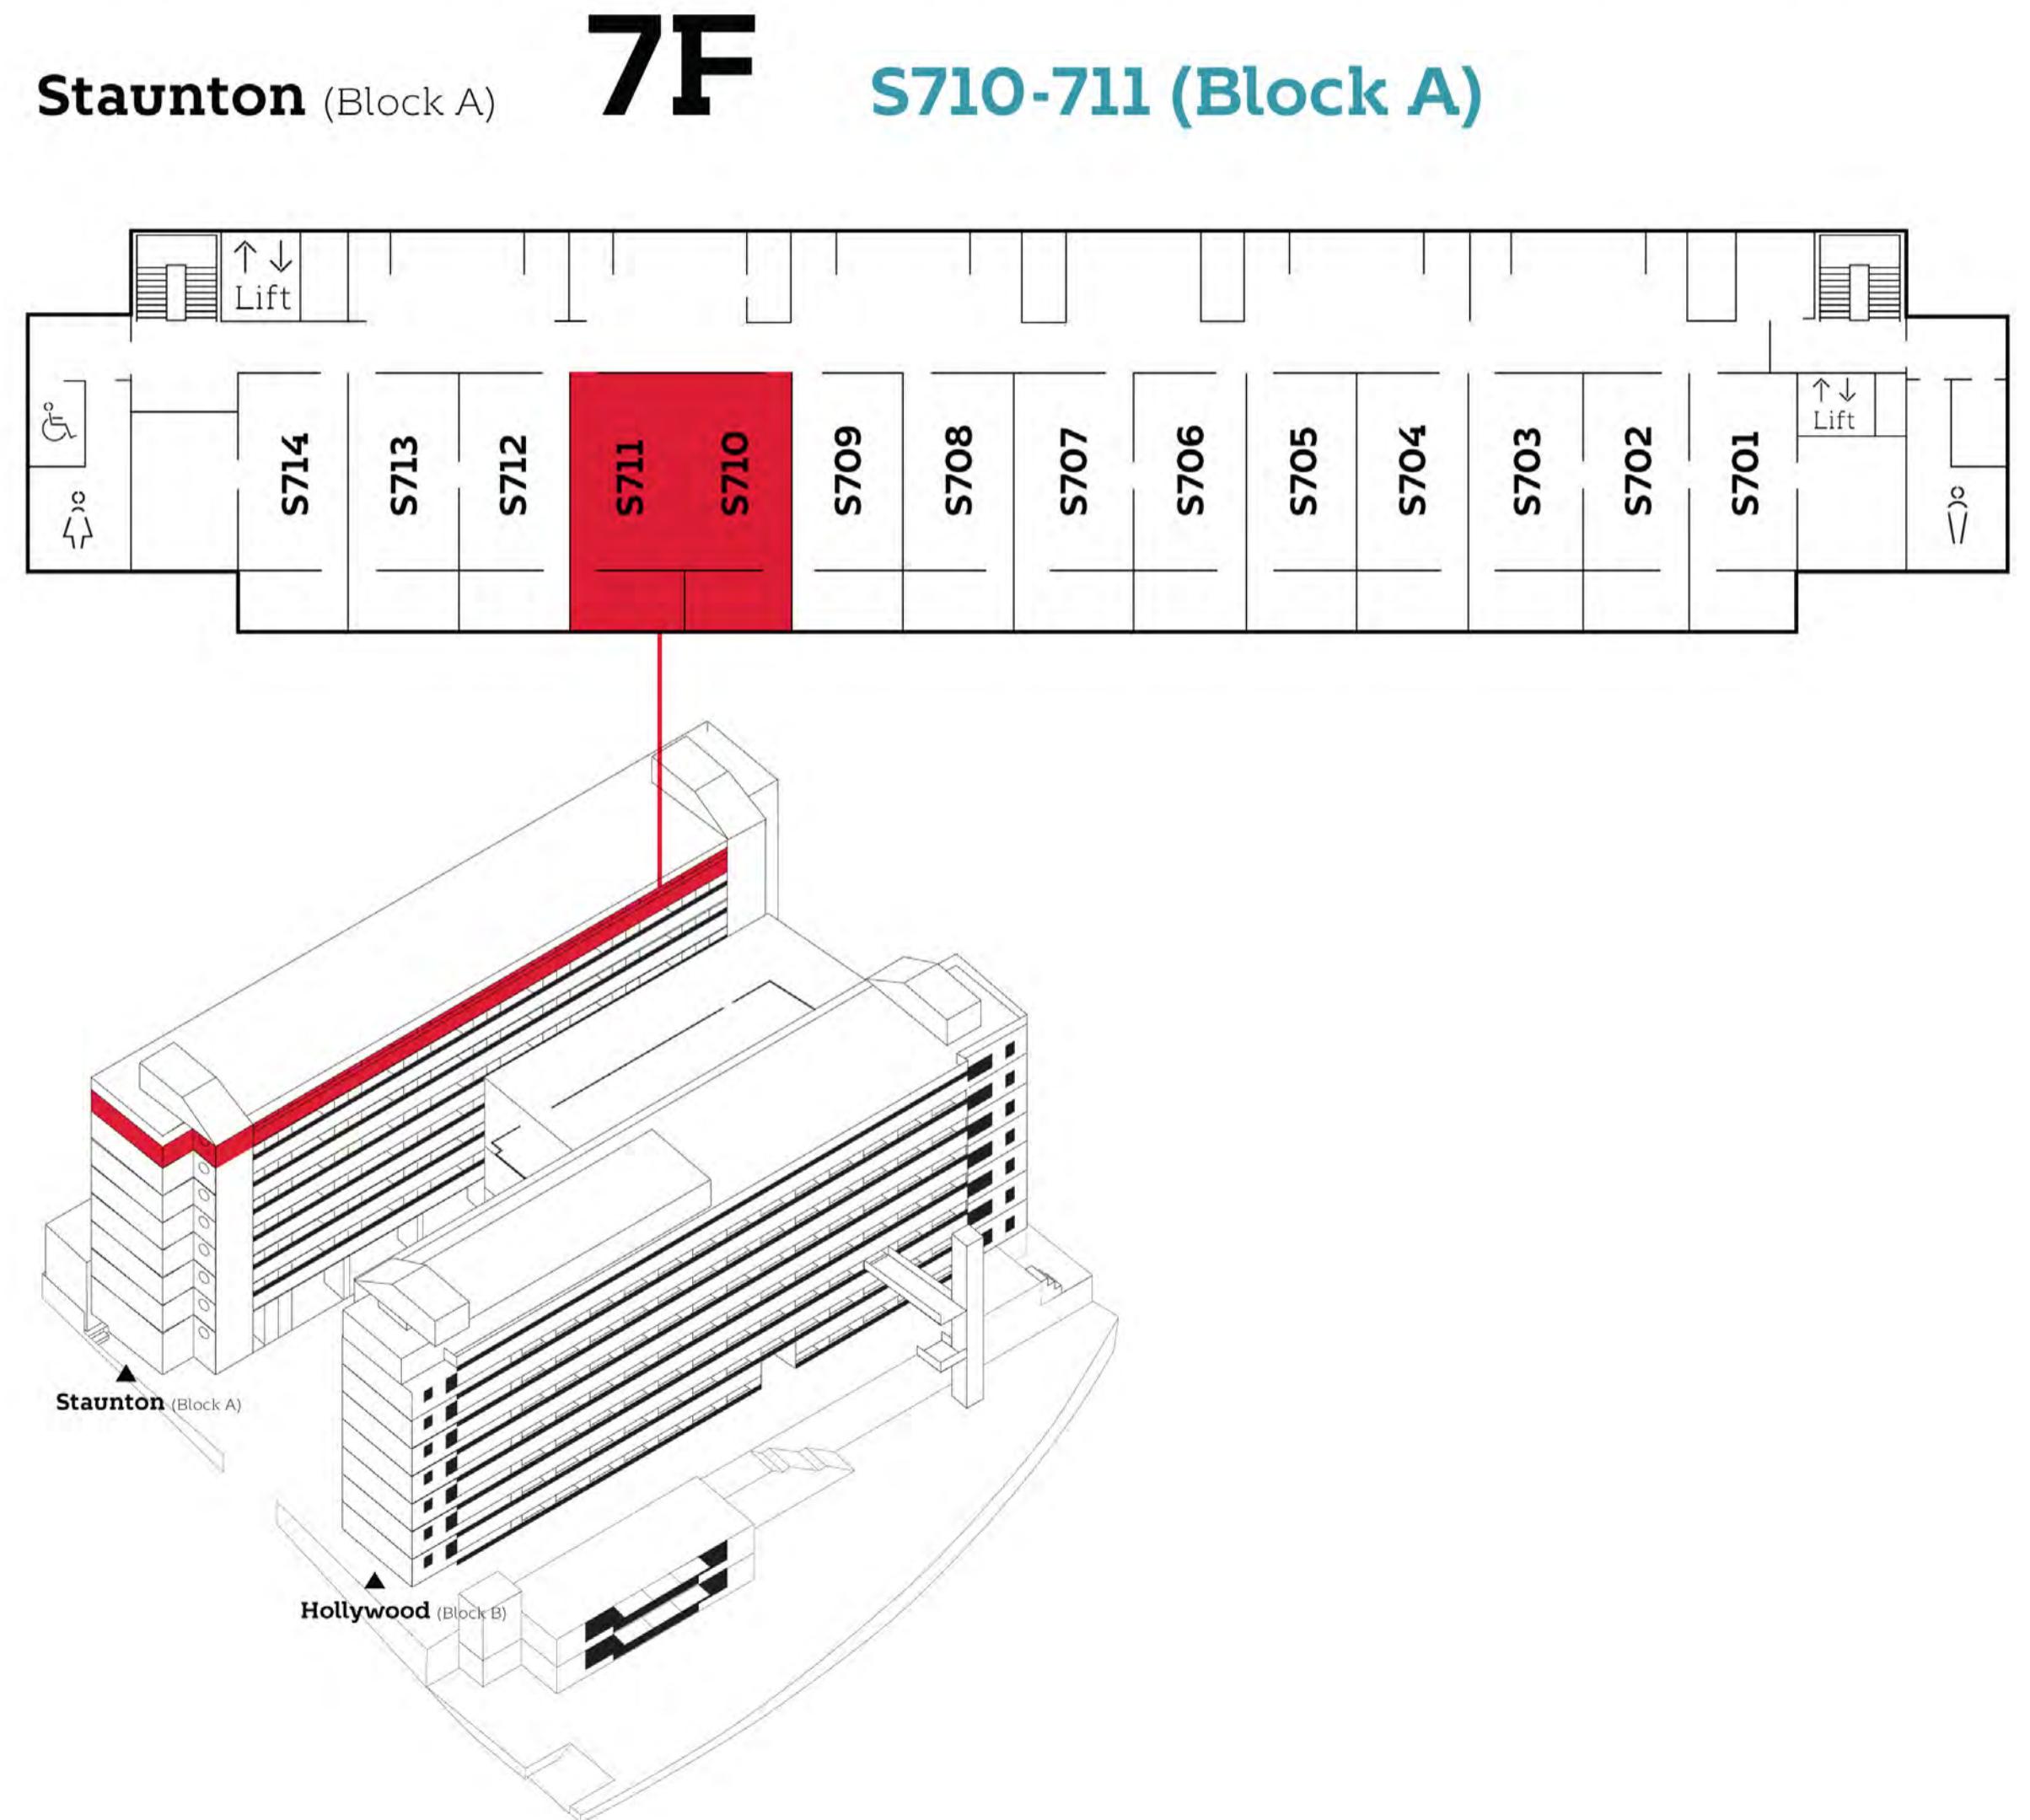 Staunton (Block A) 7F S710-711 (Block A)
Lift
Lift
S714
S713
S712
S711
S710
S709
S708
S707
S706
S705
S704
S703
S702
S701
Staunton (Block A)
Hollywood (Block B)